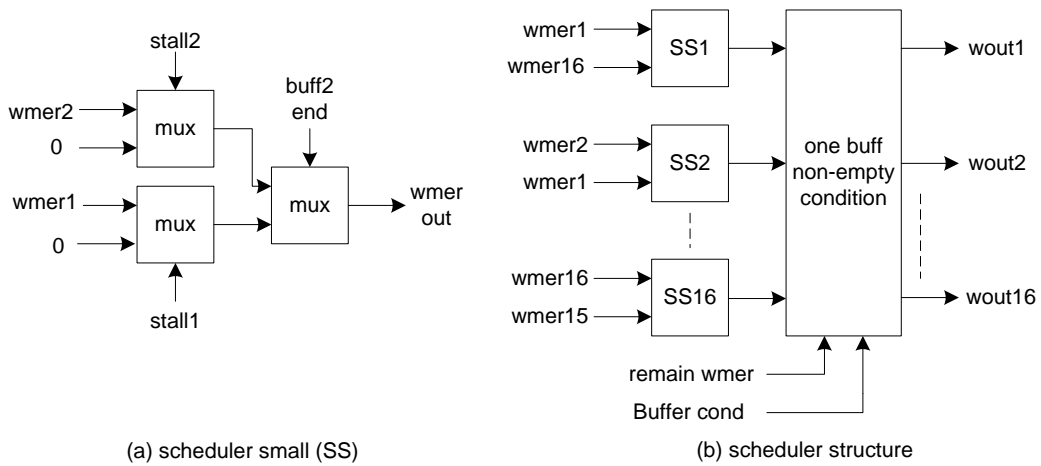 stall2
wmer2
0
mux
buff2
end
wmer1
0
mux
mux
wmer
out
stall1
(a) scheduler small (SS)
wmer1
wmer16
SS1
wout1
wmer2
wmer1
SS2
one buff
non-empty
condition
wout2
wmer16
wmer15
SS16
wout16
remain wmer
Buffer cond
(b) scheduler structure